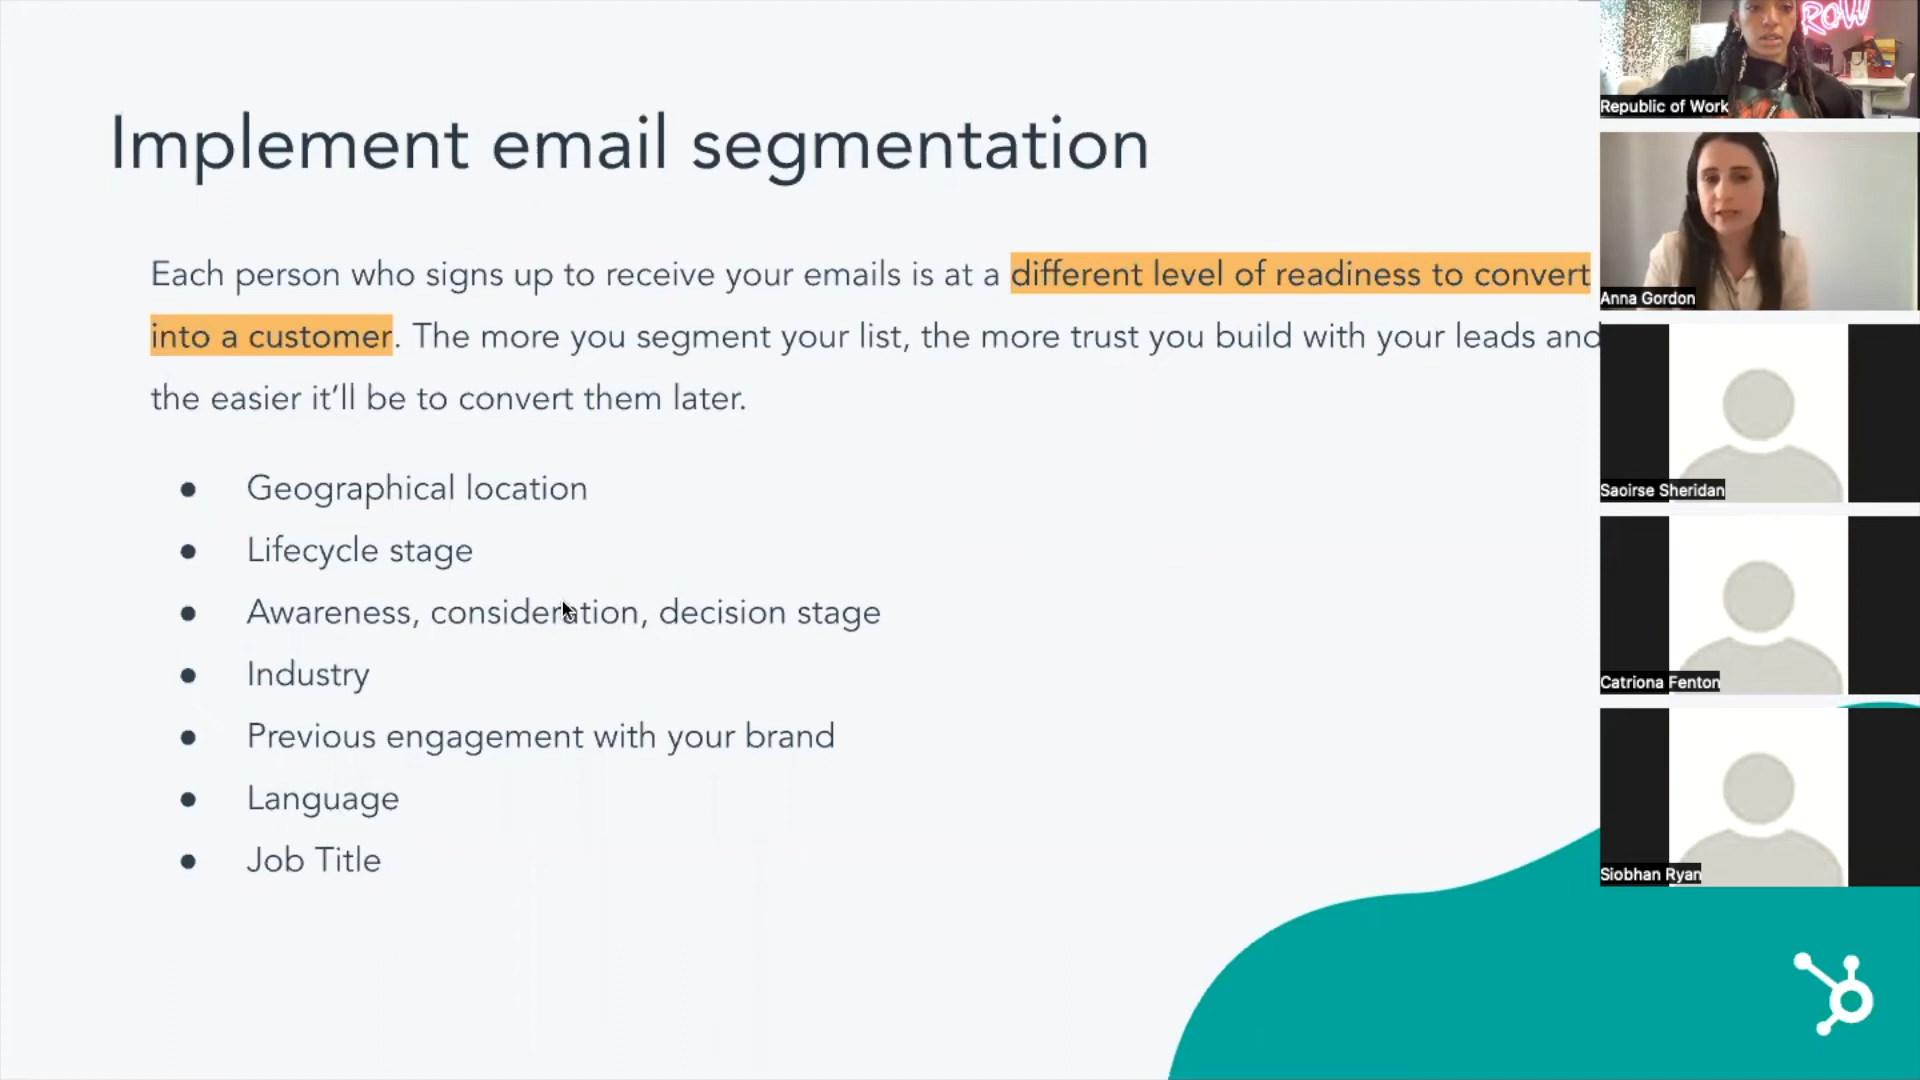 Implement email segmentation
Each person who signs up to receive your emails is at a different level of readiness to convert
into a customer. The more you segment your list, the more trust you build with your leads and
the easier it’ll be to convert them later.
● Geographical location
● Lifecycle stage
● Awareness, consideration, decision stage
● Industry
● Previous engagement with your brand
● Language
● Job Title
ROW
Republic of Work
Anna Gordon
Saoirse Sheridan
Catriona Fenton
Siobhan Ryan